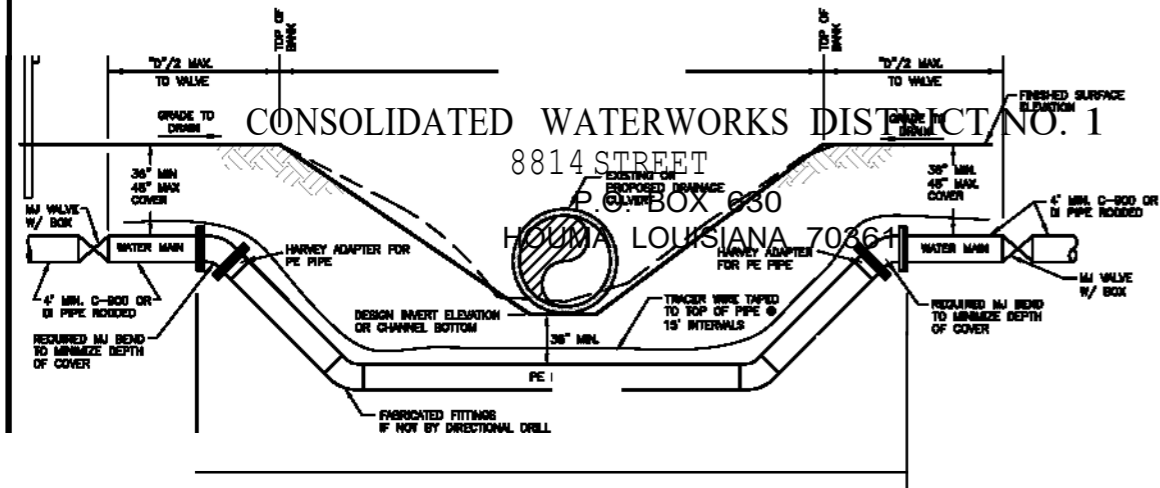 TOP OF
BANK
TOP OF
BANK
"D"/2 MAX.
TO VALVE
"D"/2 MAX.
TO VALVE
FINISHED SURFACE
ELEVATION
GRADE TO
DRAIN
CONSOLIDATED WATERWORKS DISTRICT NO. 1
GRADE TO
DRAIN
8814 STREET
EXISTING OR
PROPOSED DRAINAGE
CULVERT
P.O. BOX 630
HOUMA LOUISIANA 70361
36" MIN
48" MAX
COVER
36" MIN.
48" MAX.
COVER
MJ VALVE
W/ BOX
WATER MAIN
HARVEY ADAPTER FOR
PE PIPE
HARVEY ADAPTER
FOR PE PIPE
WATER MAIN
4" MIN. C-900 OR
DI PIPE RODDED
MJ VALVE
W/ BOX
4" MIN. C-900 OR
DI PIPE RODDED
REQUIRED MJ BEND
TO MINIMIZE DEPTH
OF COVER
DESIGN INVERT ELEVATION
OR CHANNEL BOTTOM
TRACER WIRE TAPED
TO TOP OF PIPE @
15' INTERVALS
REQUIRED MJ BEND
TO MINIMIZE DEPTH
OF COVER
36" MIN.
PE
FABRICATED FITTINGS
IF NOT BY DIRECTIONAL DRILL